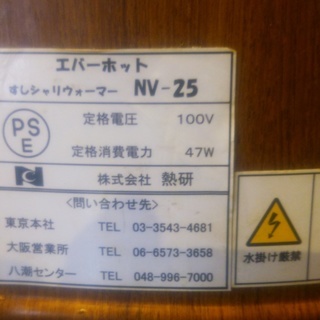 エバーホット
すしシャリウォーマー NV-25
PS
E
定格電圧 100V
定格消費電力 47W
株式会社 熱研
〈問い合わせ先〉
東京本社 TEL 03-3543-4681
大阪営業所 TEL 06-6573-3658
八潮センター TEL 048-996-7000
水掛け厳禁